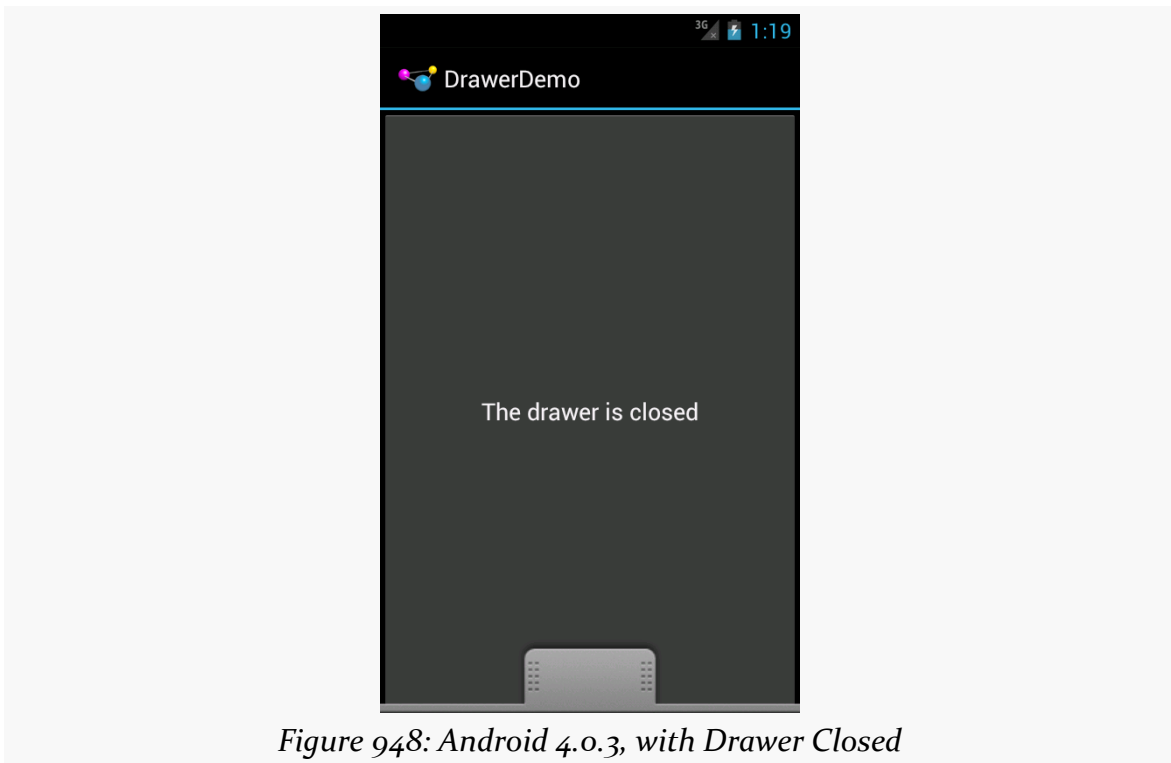 3G 1:19
DrawerDemo
The drawer is closed
Figure 948: Android 4.0.3, with Drawer Closed